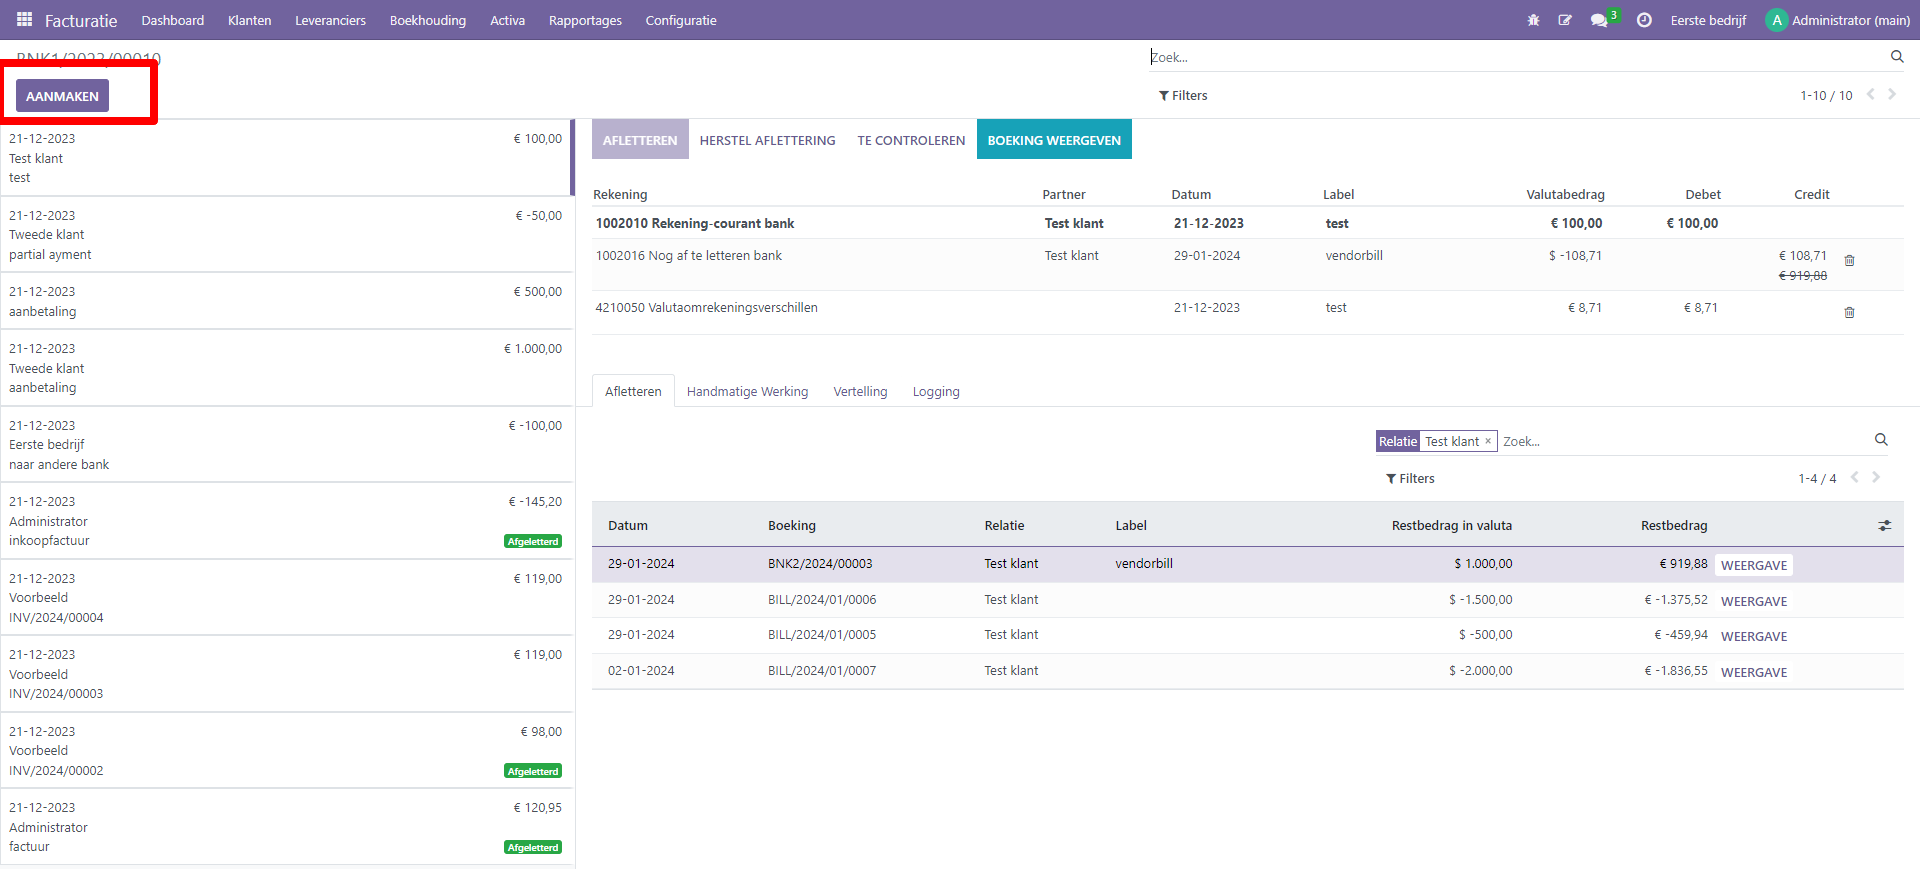 Facturatie Dashboard Klanten Leveranciers Boekhouding Activa Rapportages Configuratie 3 Eerste bedrijf A Administrator (main)
BNK1/2023/00010
Zoek...
AANMAKEN
Filters 1-10 / 10
21-12-2023 € 100,00
Test klant
test
21-12-2023 € -50,00
Tweede klant
partial ayment
21-12-2023 € 500,00
aanbetaling
21-12-2023 € 1.000,00
Tweede klant
aanbetaling
21-12-2023 € -100,00
Eerste bedrijf
naar andere bank
21-12-2023 € -145,20
Administrator
inkoopfactuur Afgeletterd
21-12-2023 € 119,00
Voorbeeld
INV/2024/00004
21-12-2023 € 119,00
Voorbeeld
INV/2024/00003
21-12-2023 € 98,00
Voorbeeld
INV/2024/00002 Afgeletterd
21-12-2023 € 120,95
Administrator
factuur Afgeletterd
AFLETTEREN HERSTEL AFLETTERING TE CONTROLEREN BOEKING WEERGEVEN
Rekening Partner Datum Label Valutabedrag Debet Credit
1002010 Rekening-courant bank Test klant 21-12-2023 test € 100,00 € 100,00
1002016 Nog af te letteren bank Test klant 29-01-2024 vendorbill $ -108,71 € 108,71
€ 919,88
4210050 Valutaomrekeningsverschillen 21-12-2023 test € 8,71 € 8,71
Afletteren Handmatige Werking Vertelling Logging
Relatie Test klant × Zoek...
Filters 1-4 / 4
Datum Boeking Relatie Label Restbedrag in valuta Restbedrag
29-01-2024 BNK2/2024/00003 Test klant vendorbill $ 1.000,00 € 919,88 WEERGAVE
29-01-2024 BILL/2024/01/0006 Test klant $ -1.500,00 € -1.375,52 WEERGAVE
29-01-2024 BILL/2024/01/0005 Test klant $ -500,00 € -459,94 WEERGAVE
02-01-2024 BILL/2024/01/0007 Test klant $ -2.000,00 € -1.836,55 WEERGAVE